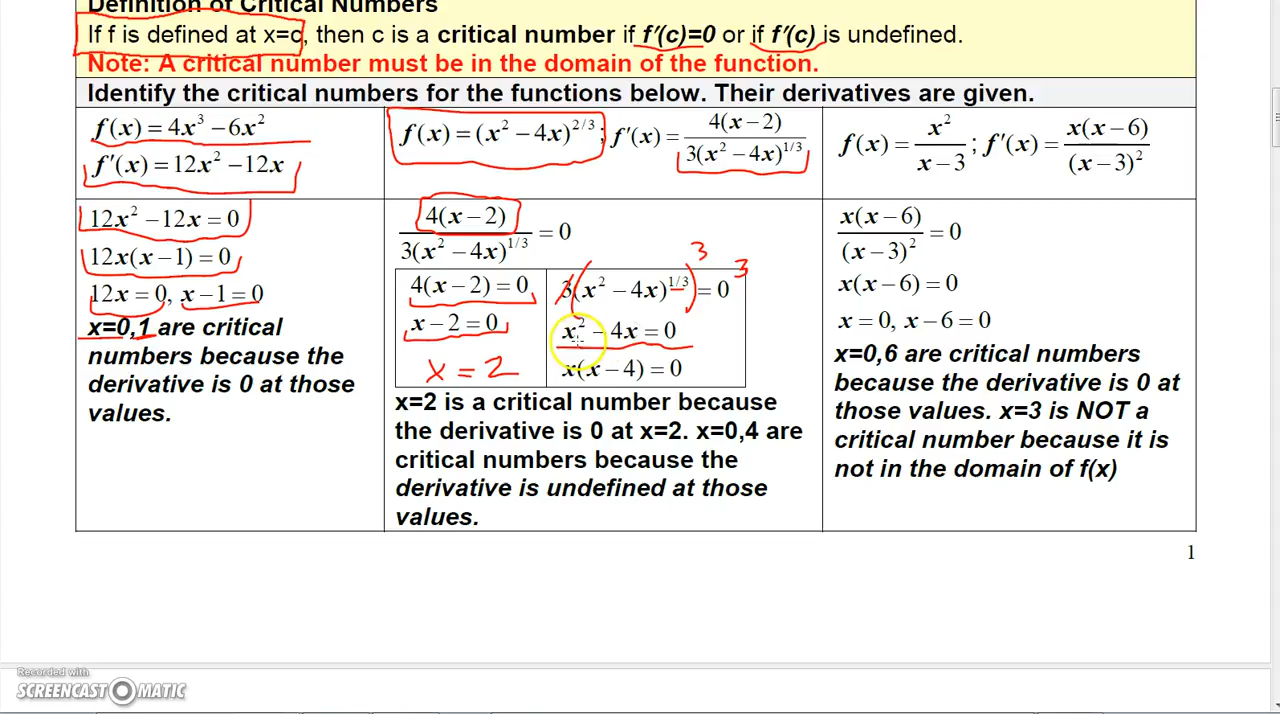 Definition of Critical Numbers
If f is defined at x=c, then c is a critical number if f′(c)=0 or if f′(c) is undefined.
Note: A critical number must be in the domain of the function.
Identify the critical numbers for the functions below. Their derivatives are given.
f(x) = 4x³ − 6x²
f′(x) = 12x² − 12x
f(x) = (x² − 4x)^{2/3}; f′(x) = 4(x − 2) / 3(x² − 4x)^{1/3}
f(x) = x² / x − 3; f′(x) = x(x − 6) / (x − 3)²
12x² − 12x = 0
12x(x − 1) = 0
12x = 0, x − 1 = 0
x=0,1 are critical
numbers because the
derivative is 0 at those
values.
4(x − 2) / 3(x² − 4x)^{1/3} = 0
4(x − 2) = 0
x − 2 = 0
x = 2
3(x² − 4x)^{1/3} = 0
3
3
x² − 4x = 0
x(x − 4) = 0
x=2 is a critical number because
the derivative is 0 at x=2. x=0,4 are
critical numbers because the
derivative is undefined at those
values.
x(x − 6) / (x − 3)² = 0
x(x − 6) = 0
x = 0, x − 6 = 0
x=0,6 are critical numbers
because the derivative is 0 at
those values. x=3 is NOT a
critical number because it is
not in the domain of f(x)
1
Recorded with
SCREENCAST O MATIC